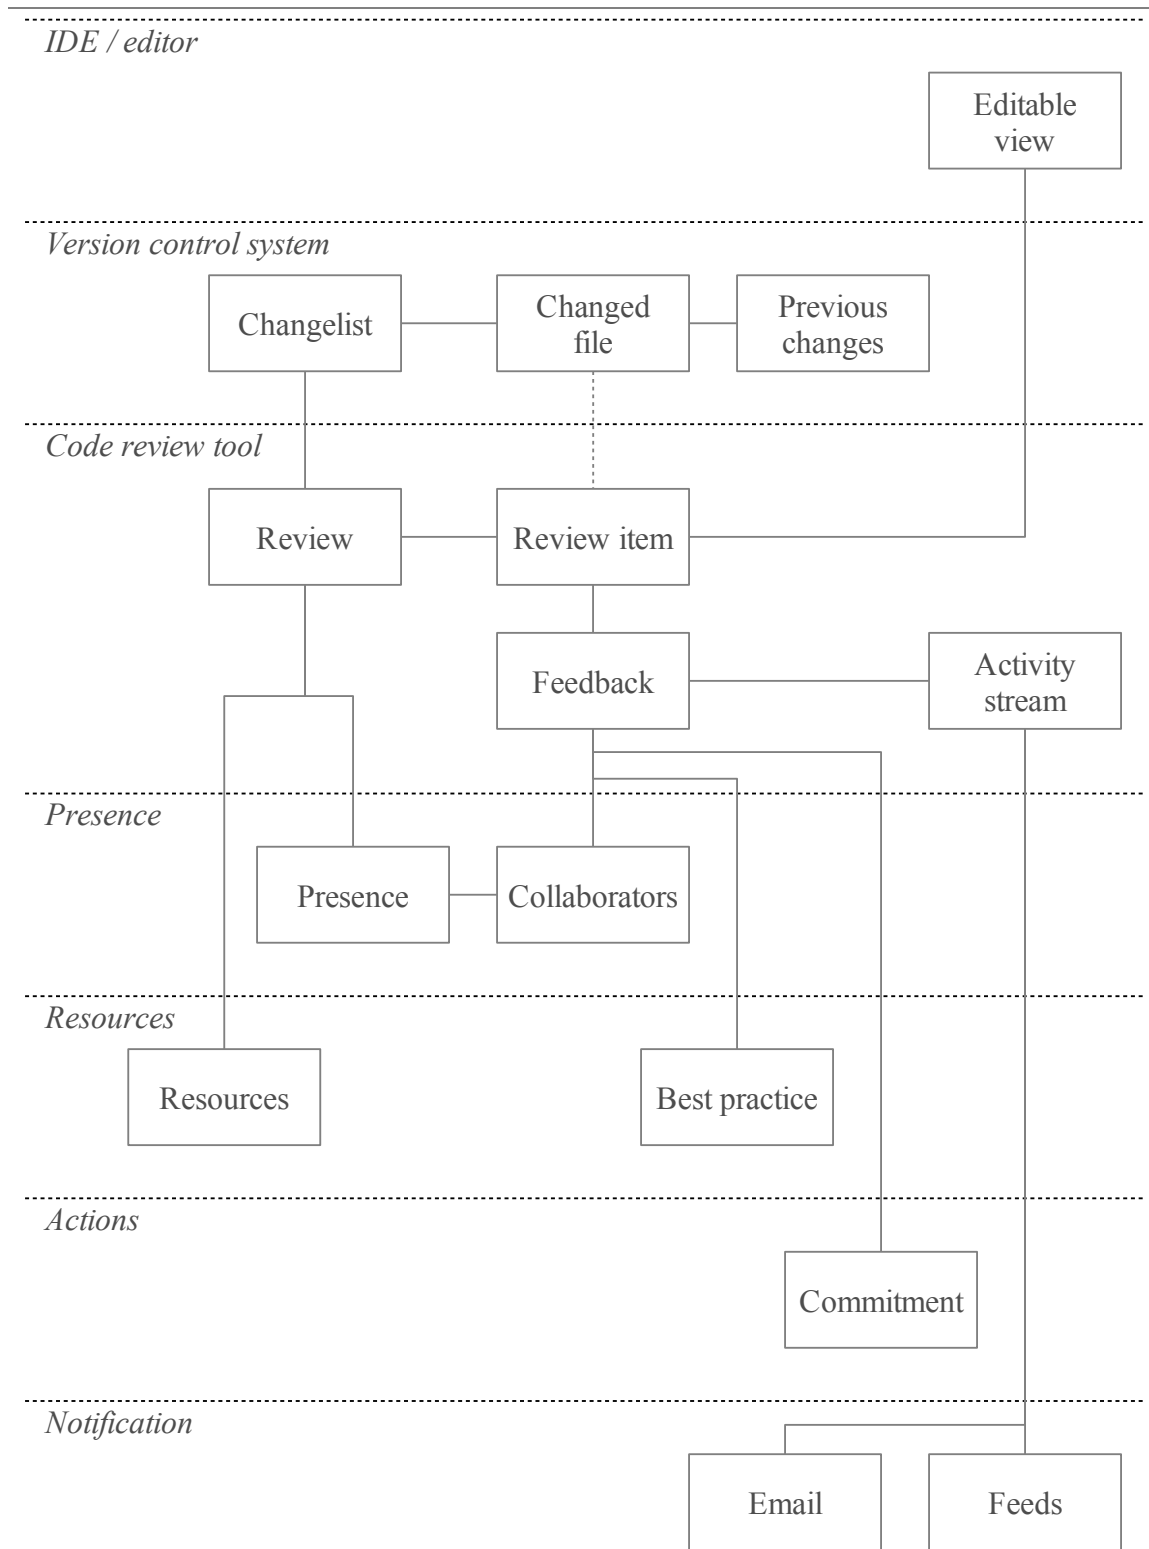 IDE / editor
Editable
view
Version control system
Changelist
Changed
file
Previous
changes
Code review tool
Review
Review item
Feedback
Activity
stream
Presence
Presence
Collaborators
Resources
Resources
Best practice
Actions
Commitment
Notification
Email
Feeds